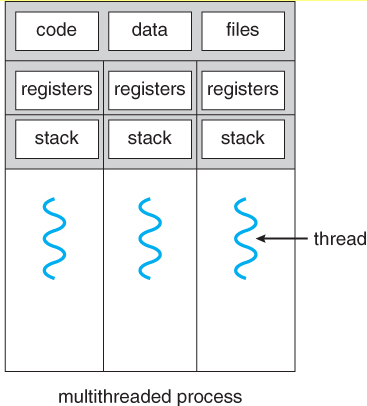 code data files
registers registers registers
stack stack stack
thread
multithreaded process